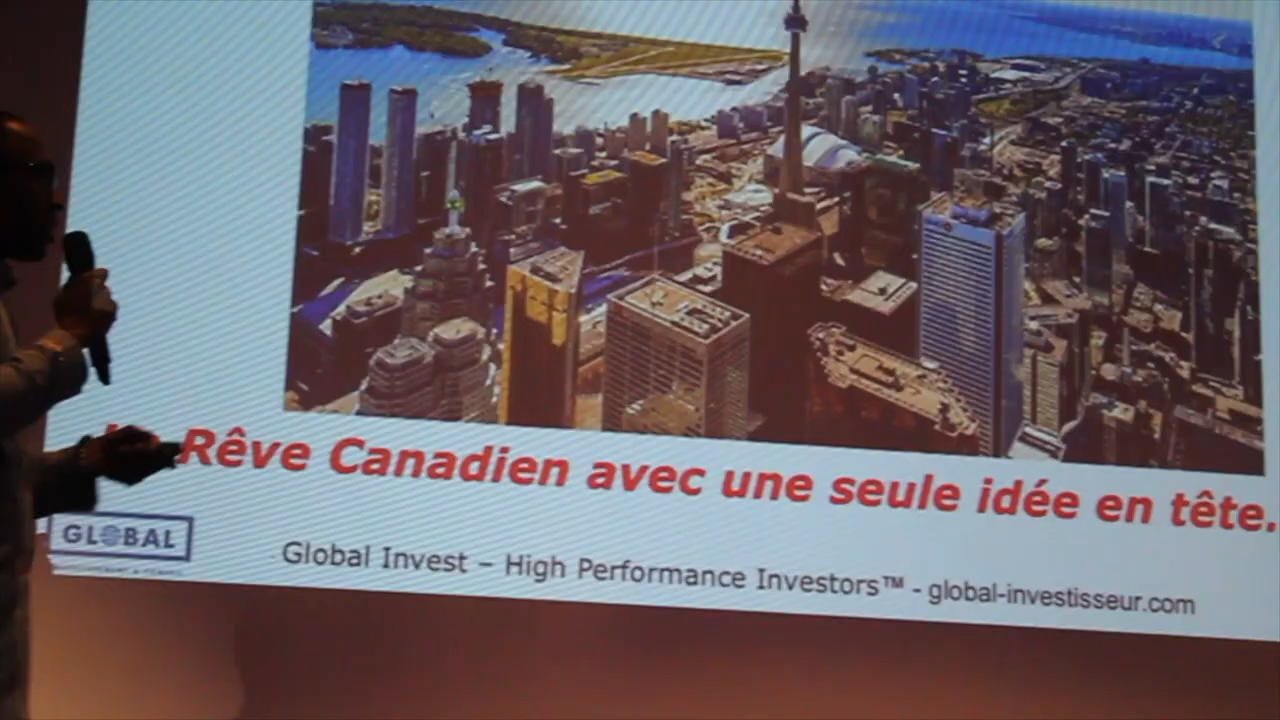 Rêve Canadien avec une seule idée en tête.
GLOBAL
Global Invest – High Performance Investors™ - global-investisseur.com